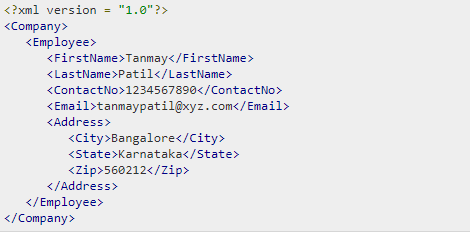 <?xml version = "1.0"?>
<Company>
<Employee>
<FirstName>Tanmay</FirstName>
<LastName>Patil</LastName>
<ContactNo>1234567890</ContactNo>
<Email>tanmaypatil@xyz.com</Email>
<Address>
<City>Bangalore</City>
<State>Karnataka</State>
<Zip>560212</Zip>
</Address>
</Employee>
</Company>